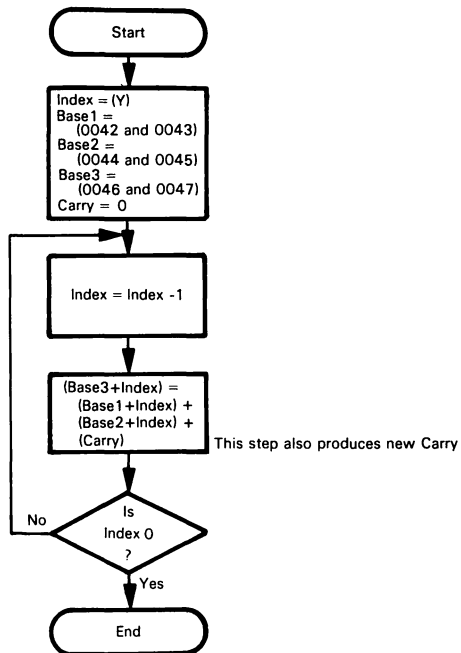 Start
Index = (Y)
Base1 =
(0042 and 0043)
Base2 =
(0044 and 0045)
Base3 =
(0046 and 0047)
Carry = 0
Index = Index -1
(Base3+Index) =
(Base1+Index) +
(Base2+Index) +
(Carry)
This step also produces new Carry
Is
Index 0
?
No
Yes
End